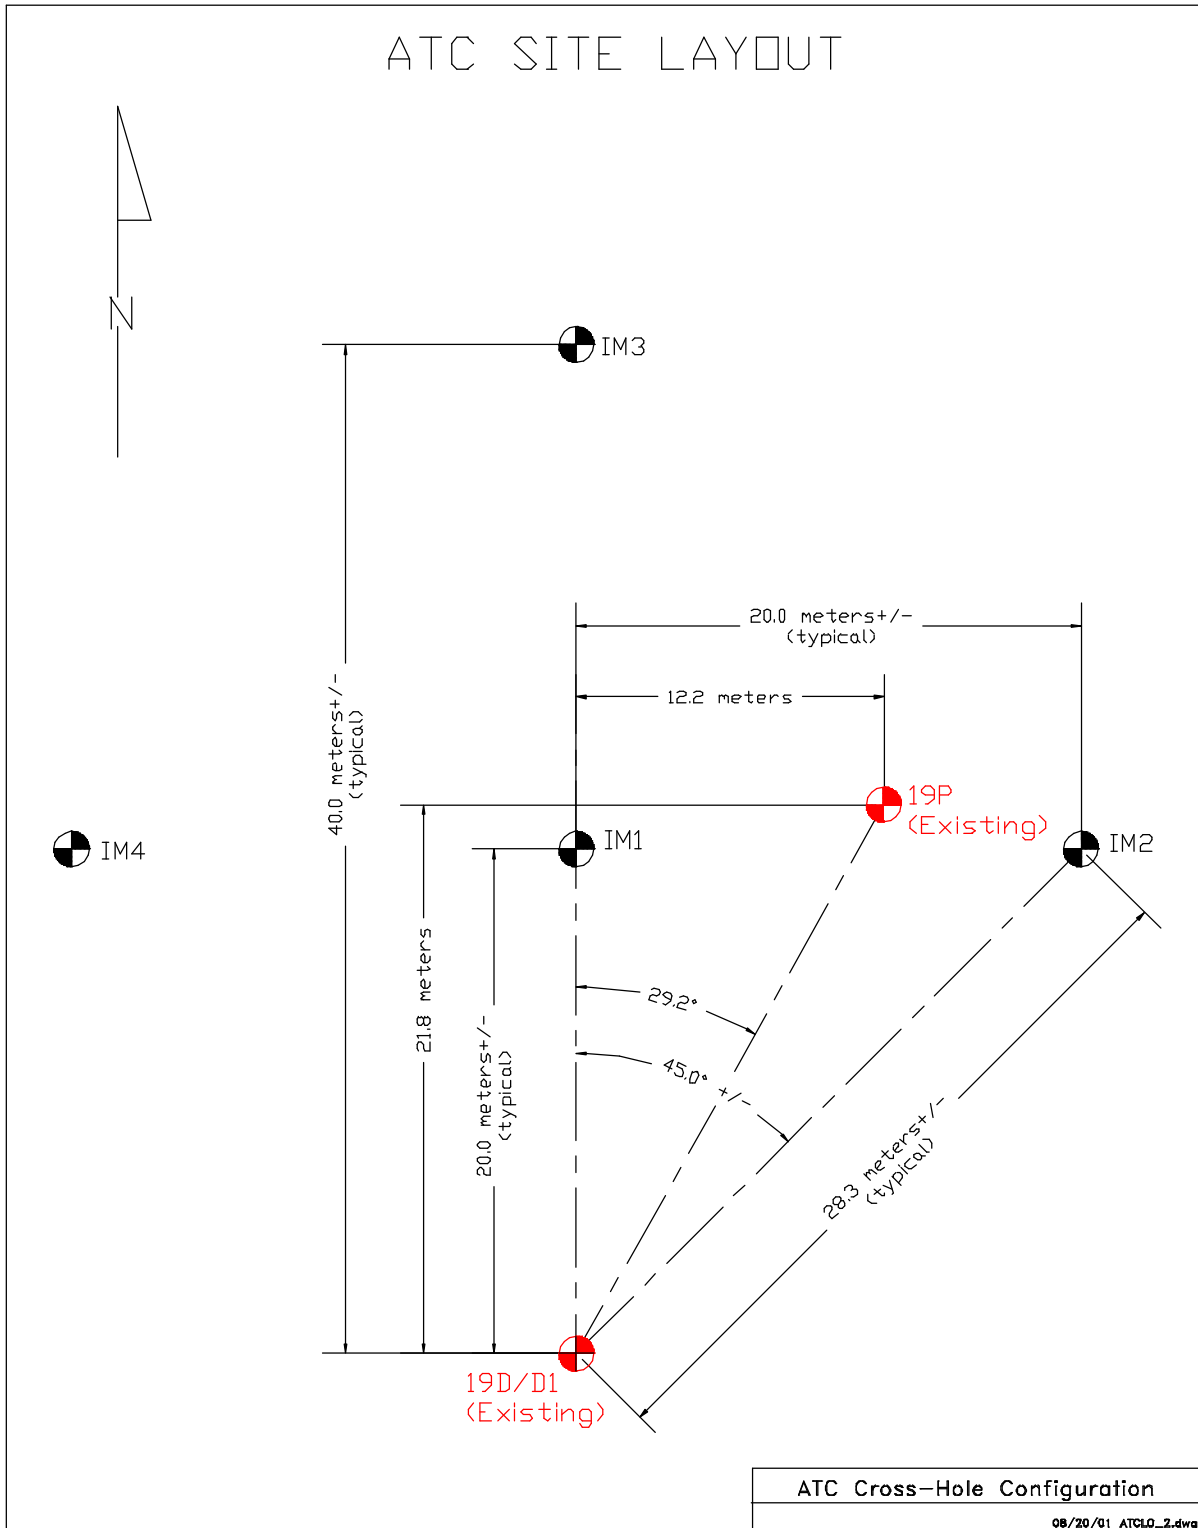 ATC SITE LAYOUT
N
IM3
20.0 meters+/-
(typical)
12.2 meters
40.0 meters+/-
(typical)
19P
(Existing)
IM4
IM1
IM2
21.8 meters
29.2°
20.0 meters+/-
(typical)
45.0° +/-
28.3 meters+/-
(typical)
19D/D1
(Existing)
ATC Cross-Hole Configuration
08/20/01 ATCLO_2.dwg